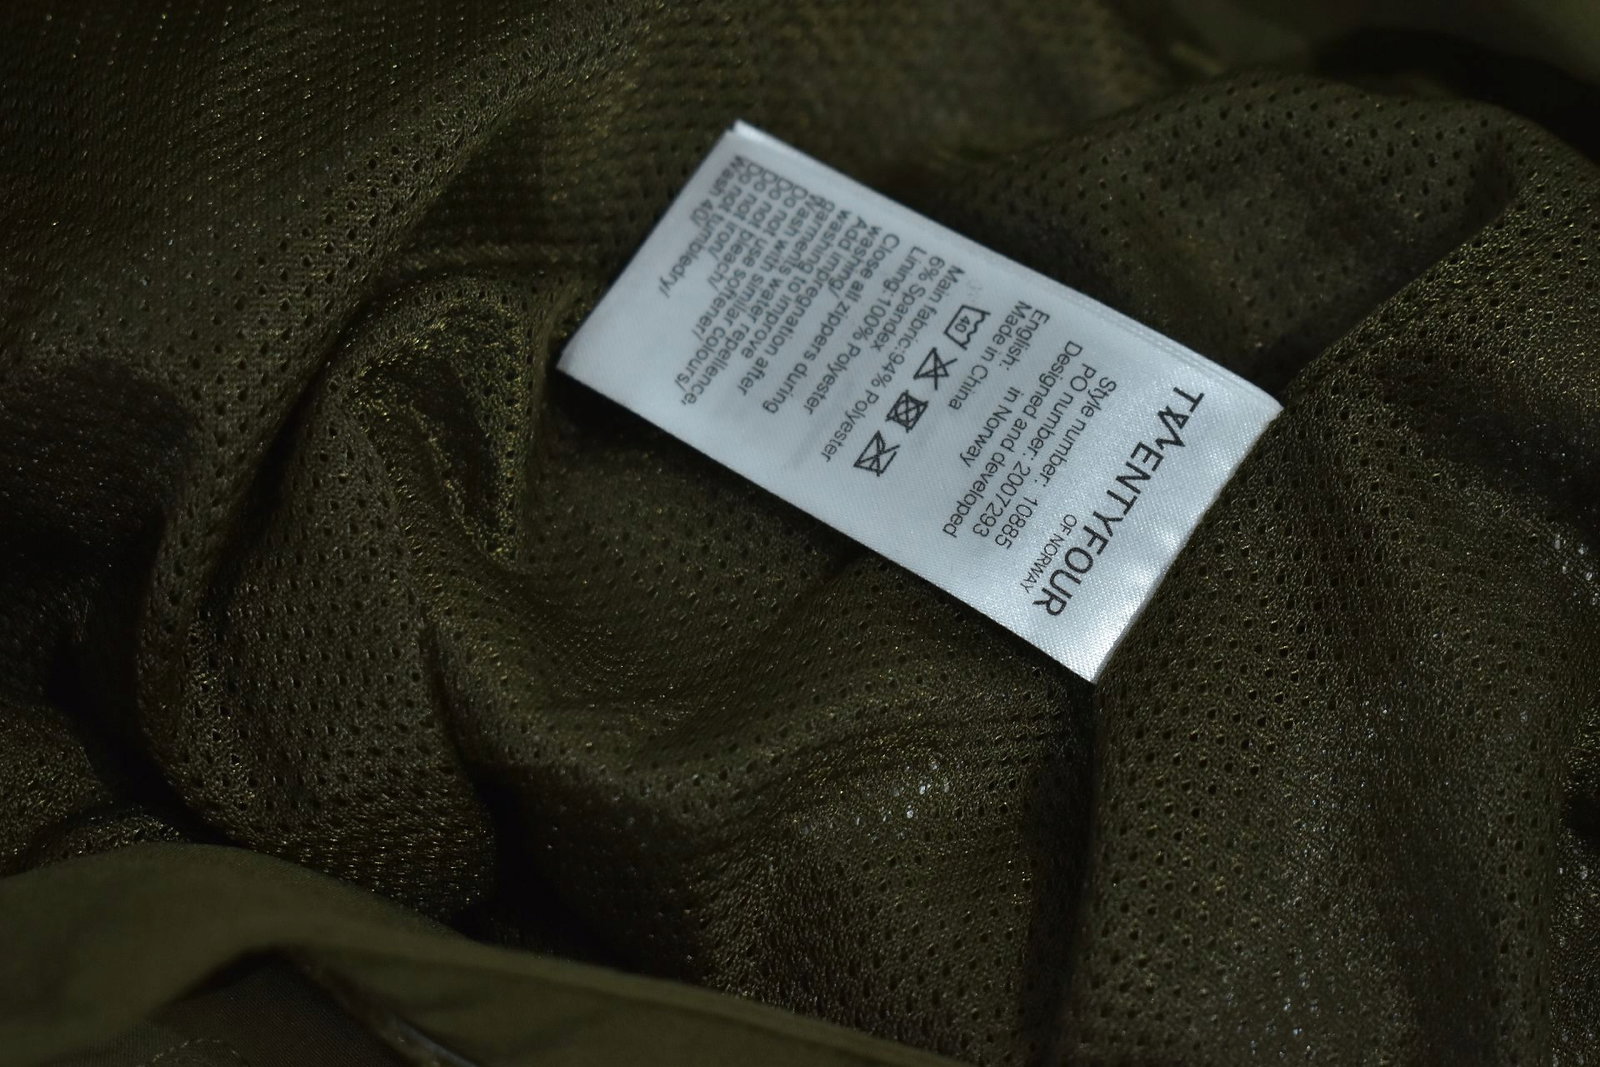 TWENTYFOUR
OF NORWAY
Style number: 10885
PO number: 2007293
Designed and developed
in Norway
English:
Made in China
40
Main fabric:94% Polyester
6% Spandex
Lining:100% Polyester
Close all zippers during
washing/
Add impregnation after
washing to improve
garments water repellence/
Wash with similar colours/
Do not use softener/
Do not bleach/
Do not iron/
Do not tumbledry/
Wash 40/